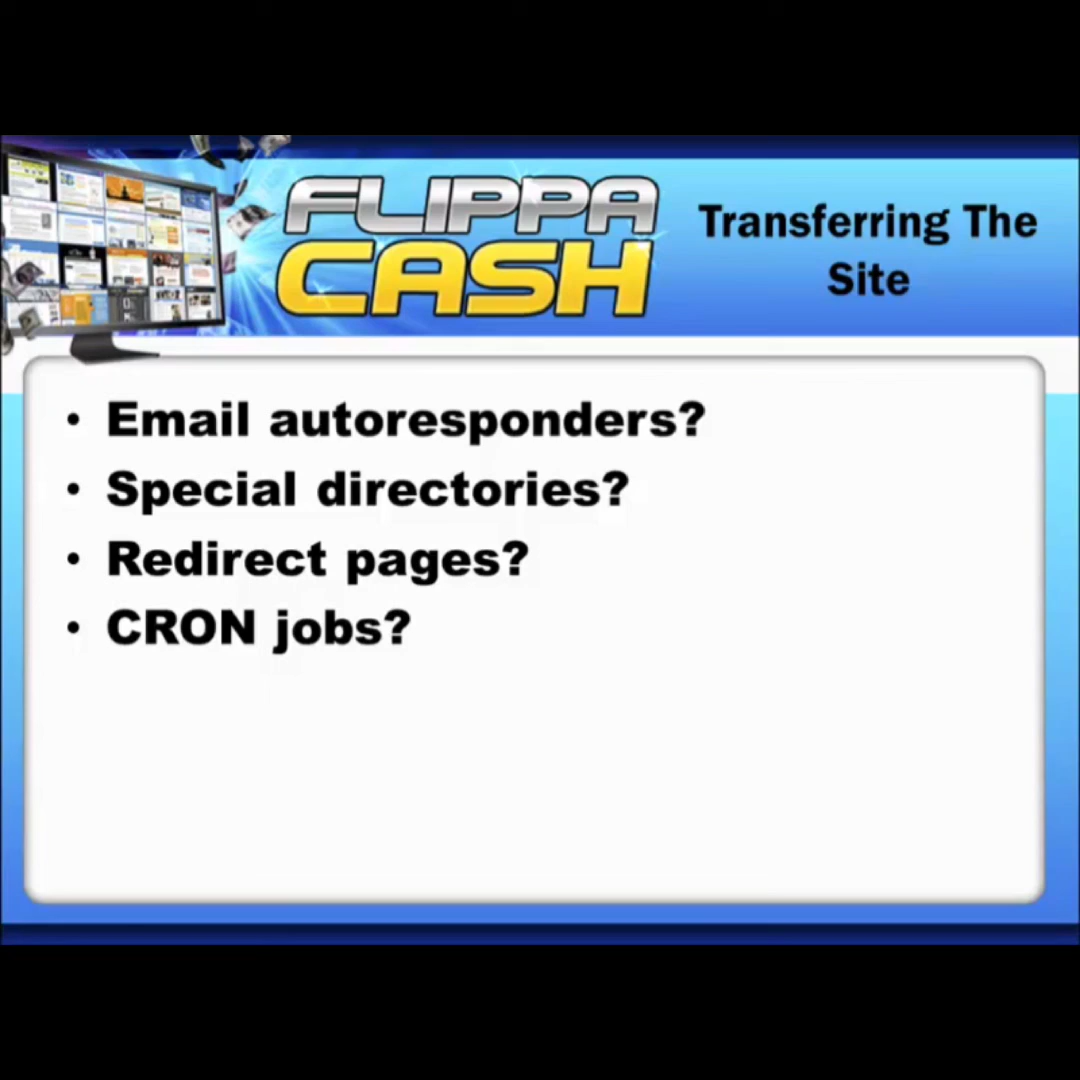 FLIPPA
CASH
Transferring The
Site
• Email autoresponders?
• Special directories?
• Redirect pages?
• CRON jobs?